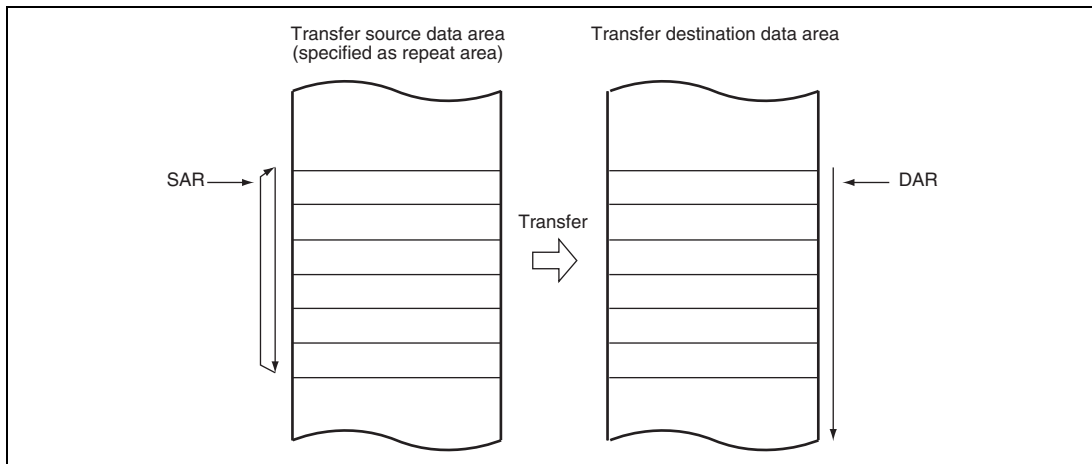 Transfer source data area
(specified as repeat area)
Transfer destination data area
SAR
DAR
Transfer